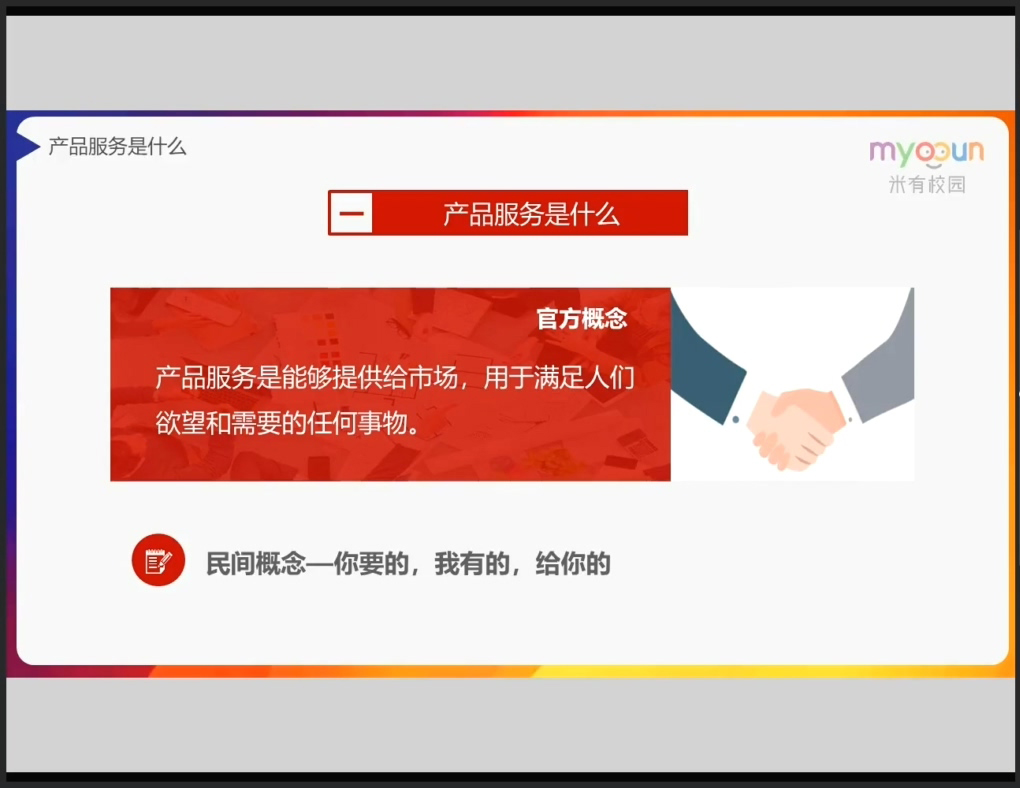 产品服务是什么
myooun
米有校园
一 产品服务是什么
官方概念
产品服务是能够提供给市场，用于满足人们
欲望和需要的任何事物。
民间概念—你要的，我有的，给你的